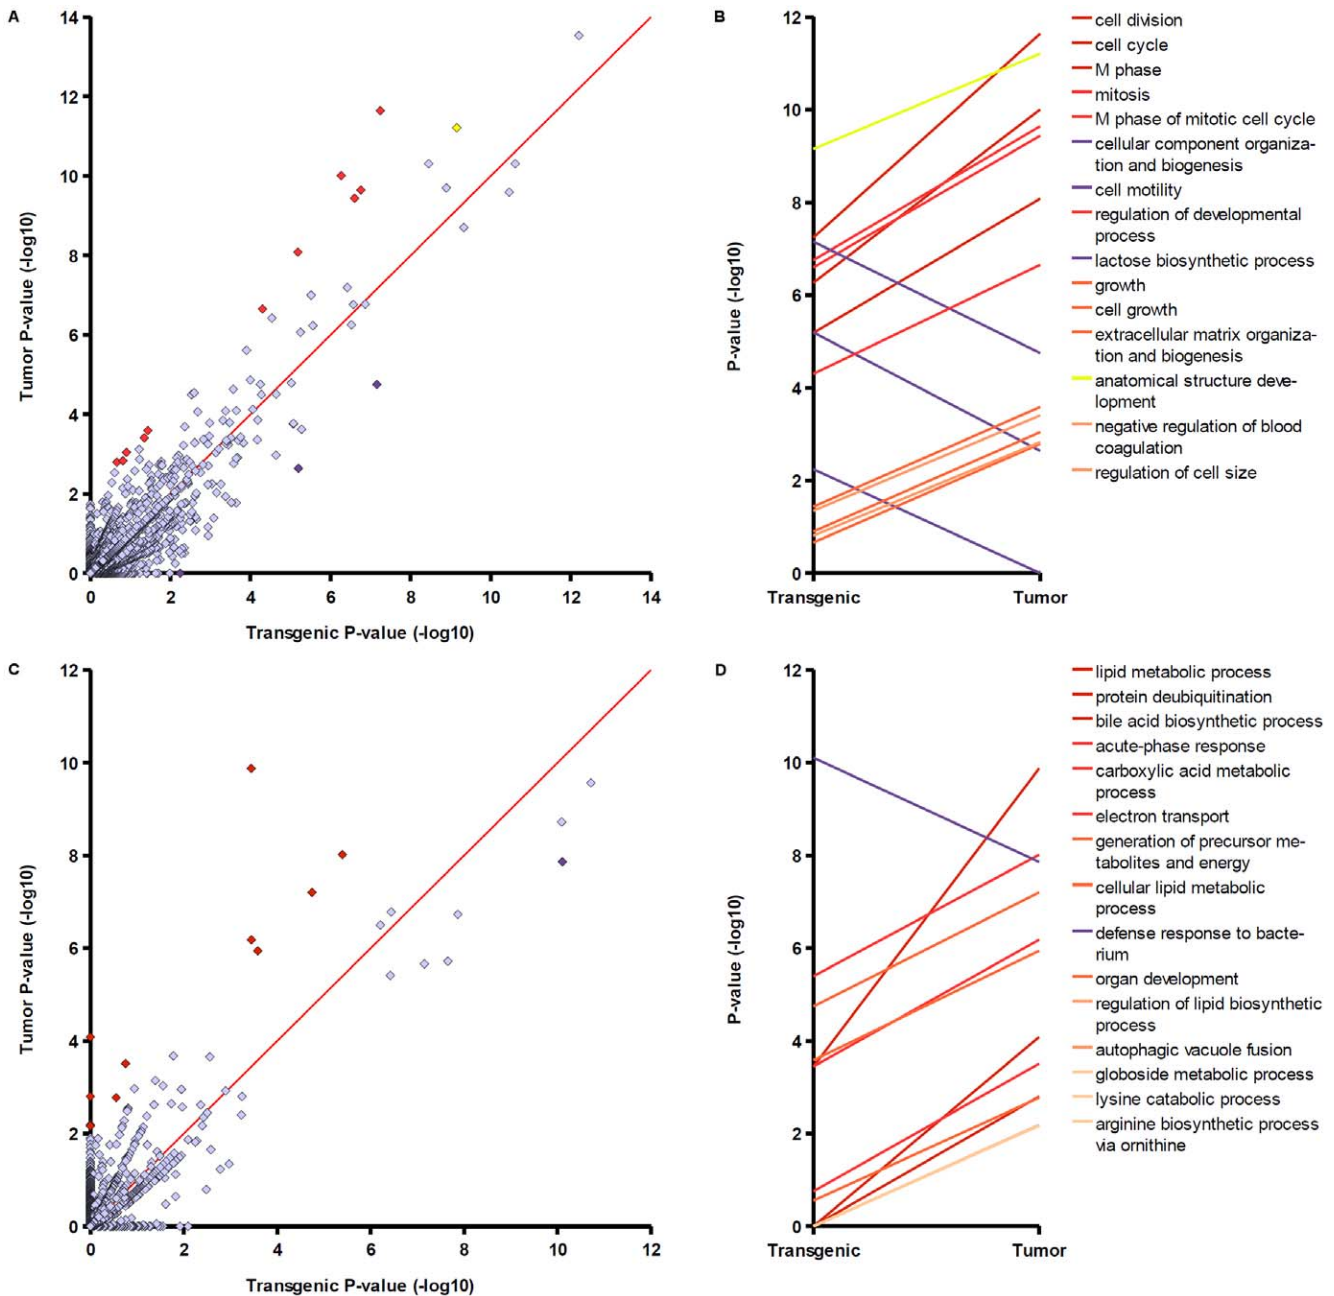 A
14
12
10
8
6
4
2
0
0 2 4 6 8 10 12 14
Tumor P-value (-log10)
Transgenic P-value (-log10)
B
12
10
8
6
4
2
0
P-value (-log10)
Transgenic
Tumor
cell division
cell cycle
M phase
mitosis
M phase of mitotic cell cycle
cellular component organiza-
tion and biogenesis
cell motility
regulation of developmental
process
lactose biosynthetic process
growth
cell growth
extracellular matrix organiza-
tion and biogenesis
anatomical structure deve-
lopment
negative regulation of blood
coagulation
regulation of cell size
C
12
10
8
6
4
2
0
0 2 4 6 8 10 12
Tumor P-value (-log10)
Transgenic P-value (-log10)
D
12
10
8
6
4
2
0
P-value (-log10)
Transgenic
Tumor
lipid metabolic process
protein deubiquitination
bile acid biosynthetic process
acute-phase response
carboxylic acid metabolic
process
electron transport
generation of precursor me-
tabolites and energy
cellular lipid metabolic
process
defense response to bacte-
rium
organ development
regulation of lipid biosynthetic
process
autophagic vacuole fusion
globoside metabolic process
lysine catabolic process
arginine biosynthetic process
via ornithine